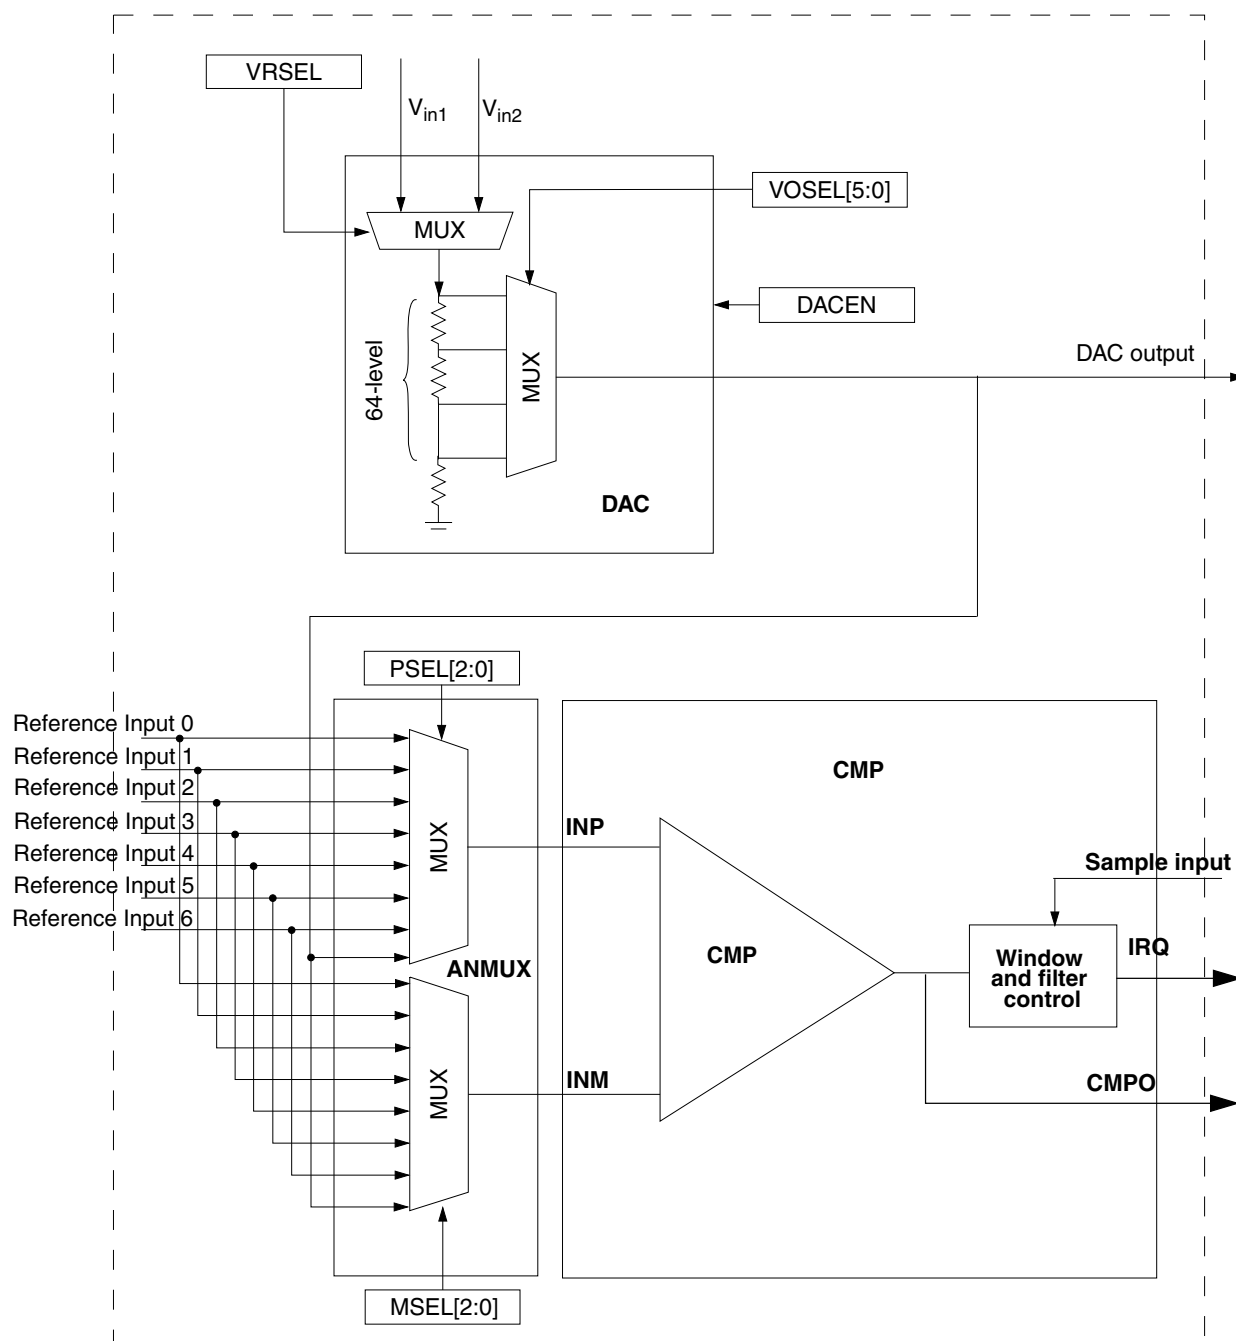 VRSEL
Vin1
Vin2
VOSEL[5:0]
MUX
DACEN
64-level
MUX
DAC output
DAC
PSEL[2:0]
Reference Input 0
Reference Input 1
Reference Input 2
Reference Input 3
Reference Input 4
Reference Input 5
Reference Input 6
MUX
ANMUX
MUX
MSEL[2:0]
CMP
INP
INM
CMP
Sample input
Window
and filter
control
IRQ
CMPO